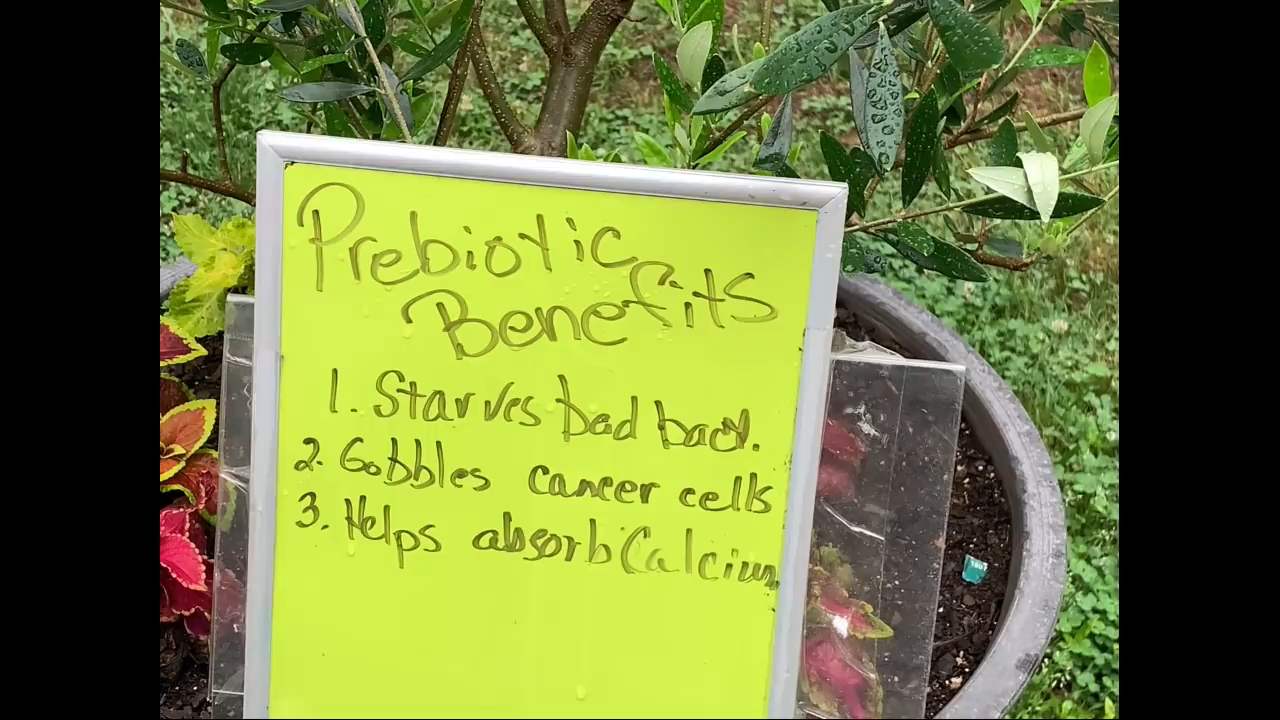 Prebiotic
Benefits
1. Starves bad bact.
2. Gobbles cancer cells
3. Helps absorb Calcium